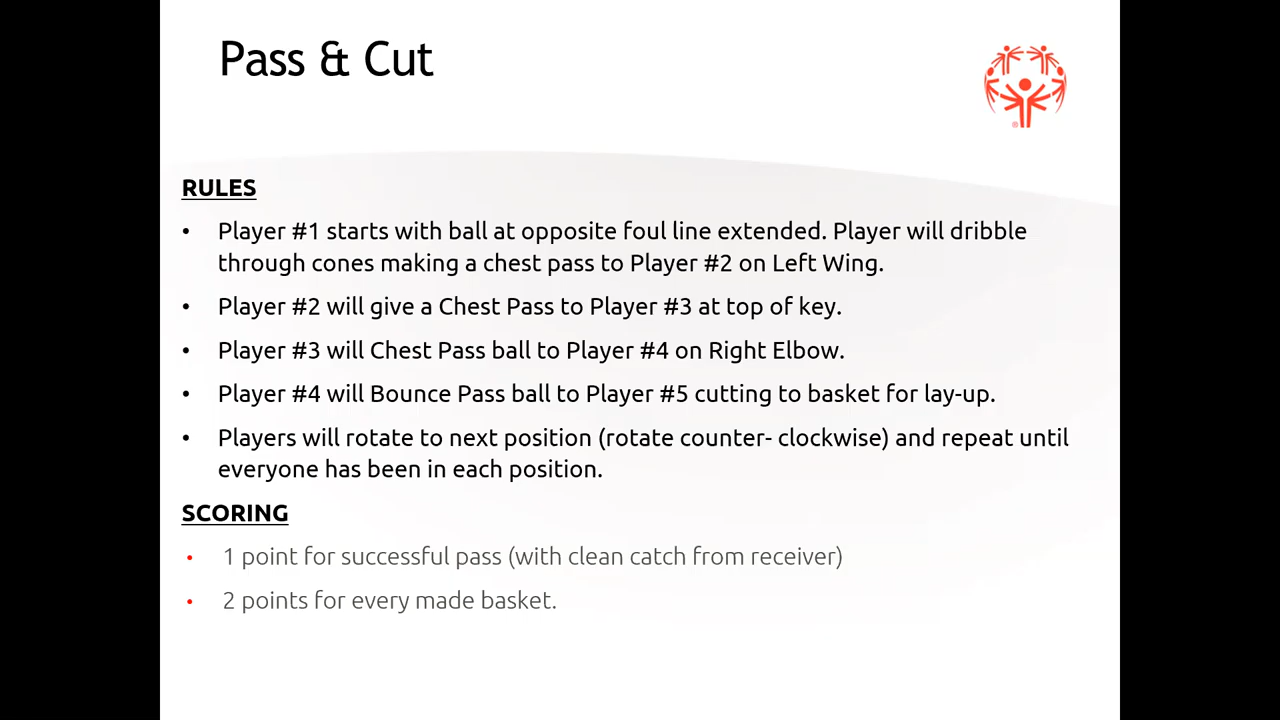 Pass & Cut
®
RULES
• Player #1 starts with ball at opposite foul line extended. Player will dribble
through cones making a chest pass to Player #2 on Left Wing.
• Player #2 will give a Chest Pass to Player #3 at top of key.
• Player #3 will Chest Pass ball to Player #4 on Right Elbow.
• Player #4 will Bounce Pass ball to Player #5 cutting to basket for lay-up.
• Players will rotate to next position (rotate counter- clockwise) and repeat until
everyone has been in each position.
SCORING
• 1 point for successful pass (with clean catch from receiver)
• 2 points for every made basket.